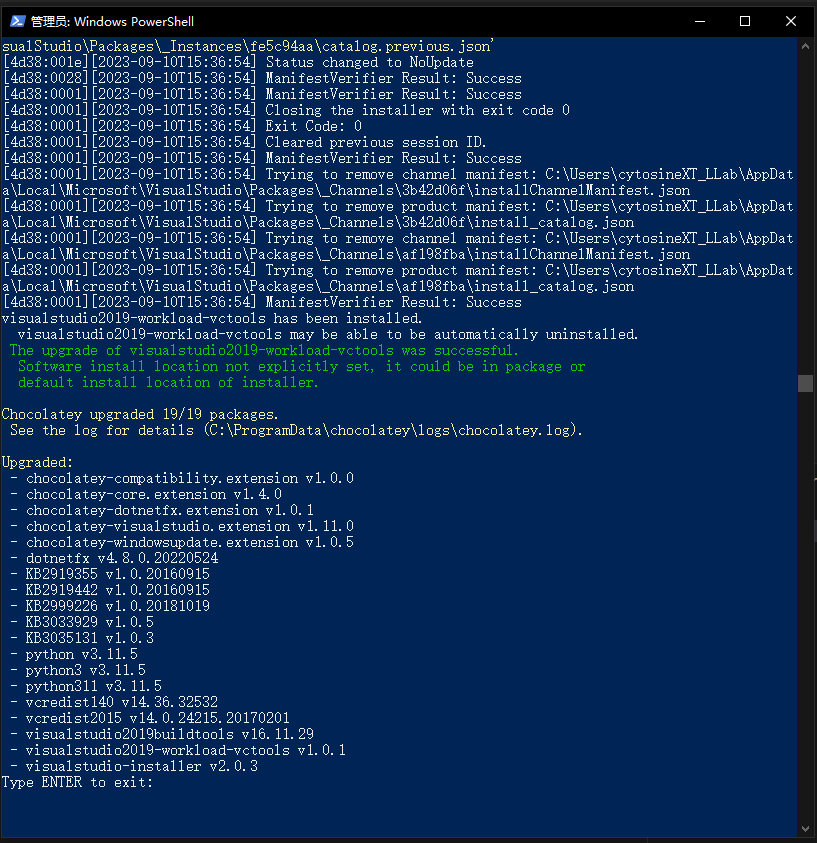 管理员: Windows PowerShell
sualStudio\Packages\_Instances\fe5c94aa\catalog.previous.json'
[4d38:001e][2023-09-10T15:36:54] Status changed to NoUpdate
[4d38:0028][2023-09-10T15:36:54] ManifestVerifier Result: Success
[4d38:0001][2023-09-10T15:36:54] ManifestVerifier Result: Success
[4d38:0001][2023-09-10T15:36:54] Closing the installer with exit code 0
[4d38:0001][2023-09-10T15:36:54] Exit Code: 0
[4d38:0001][2023-09-10T15:36:54] Cleared previous session ID.
[4d38:0001][2023-09-10T15:36:54] ManifestVerifier Result: Success
[4d38:0001][2023-09-10T15:36:54] Trying to remove channel manifest: C:\Users\cytosineXT_LLab\AppDat
a\Local\Microsoft\VisualStudio\Packages\_Channels\3b42d06f\installChannelManifest.json
[4d38:0001][2023-09-10T15:36:54] Trying to remove product manifest: C:\Users\cytosineXT_LLab\AppDat
a\Local\Microsoft\VisualStudio\Packages\_Channels\3b42d06f\install_catalog.json
[4d38:0001][2023-09-10T15:36:54] Trying to remove channel manifest: C:\Users\cytosineXT_LLab\AppDat
a\Local\Microsoft\VisualStudio\Packages\_Channels\af198fba\installChannelManifest.json
[4d38:0001][2023-09-10T15:36:54] Trying to remove product manifest: C:\Users\cytosineXT_LLab\AppDat
a\Local\Microsoft\VisualStudio\Packages\_Channels\af198fba\install_catalog.json
[4d38:0001][2023-09-10T15:36:54] ManifestVerifier Result: Success
visualstudio2019-workload-vctools has been installed.
  visualstudio2019-workload-vctools may be able to be automatically uninstalled.
 The upgrade of visualstudio2019-workload-vctools was successful.
  Software install location not explicitly set, it could be in package or
  default install location of installer.
Chocolatey upgraded 19/19 packages.
 See the log for details (C:\ProgramData\chocolatey\logs\chocolatey.log).
Upgraded:
 - chocolatey-compatibility.extension v1.0.0
 - chocolatey-core.extension v1.4.0
 - chocolatey-dotnetfx.extension v1.0.1
 - chocolatey-visualstudio.extension v1.11.0
 - chocolatey-windowsupdate.extension v1.0.5
 - dotnetfx v4.8.0.20220524
 - KB2919355 v1.0.20160915
 - KB2919442 v1.0.20160915
 - KB2999226 v1.0.20181019
 - KB3033929 v1.0.5
 - KB3035131 v1.0.3
 - python v3.11.5
 - python3 v3.11.5
 - python311 v3.11.5
 - vcredist140 v14.36.32532
 - vcredist2015 v14.0.24215.20170201
 - visualstudio2019buildtools v16.11.29
 - visualstudio2019-workload-vctools v1.0.1
 - visualstudio-installer v2.0.3
Type ENTER to exit: